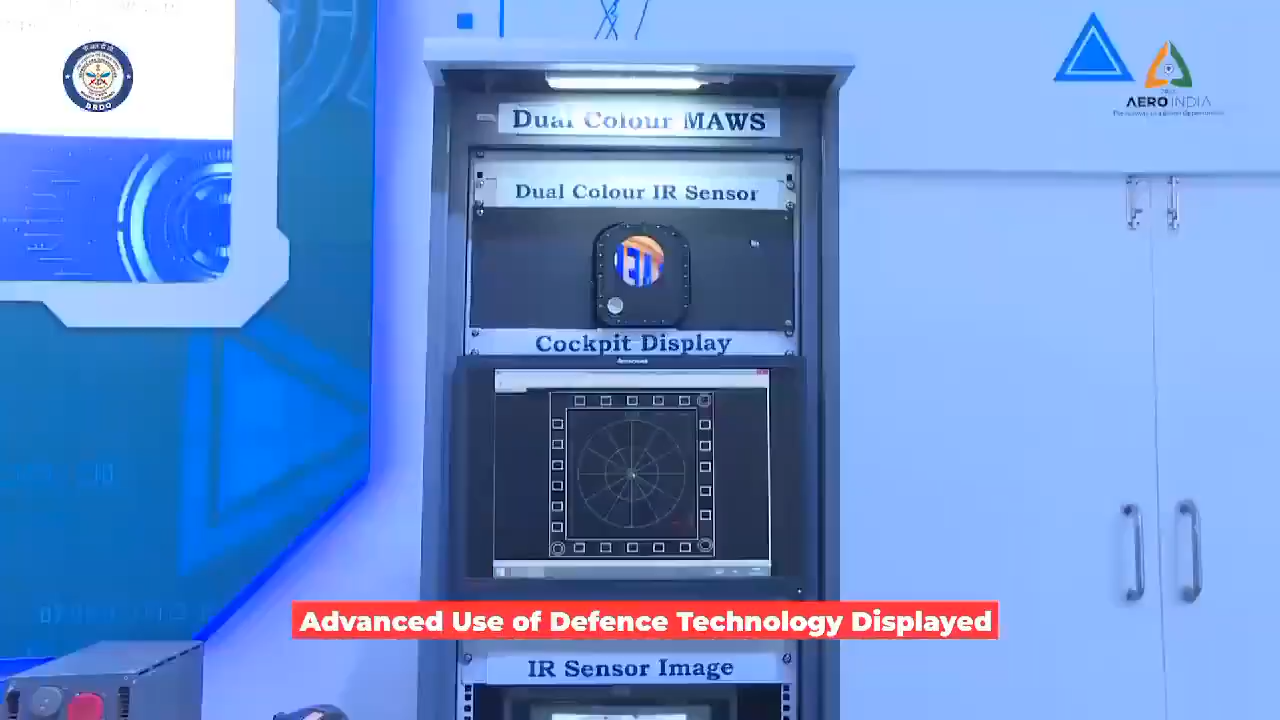 DRDO
AERO INDIA
Dual Colour MAWS
Dual Colour IR Sensor
Cockpit Display
Lenovo
Advanced Use of Defence Technology Displayed
IR Sensor Image